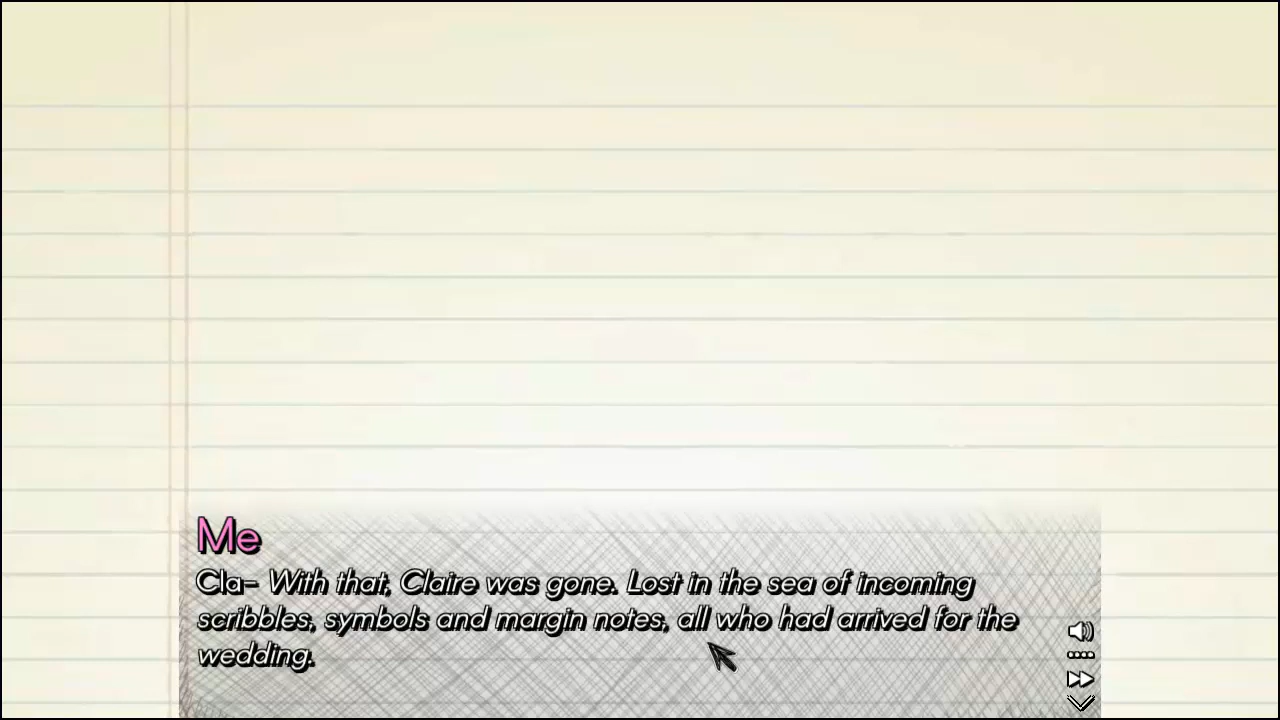 Me
Cla– With that, Claire was gone. Lost in the sea of incoming
scribbles, symbols and margin notes, all who had arrived for the
wedding.